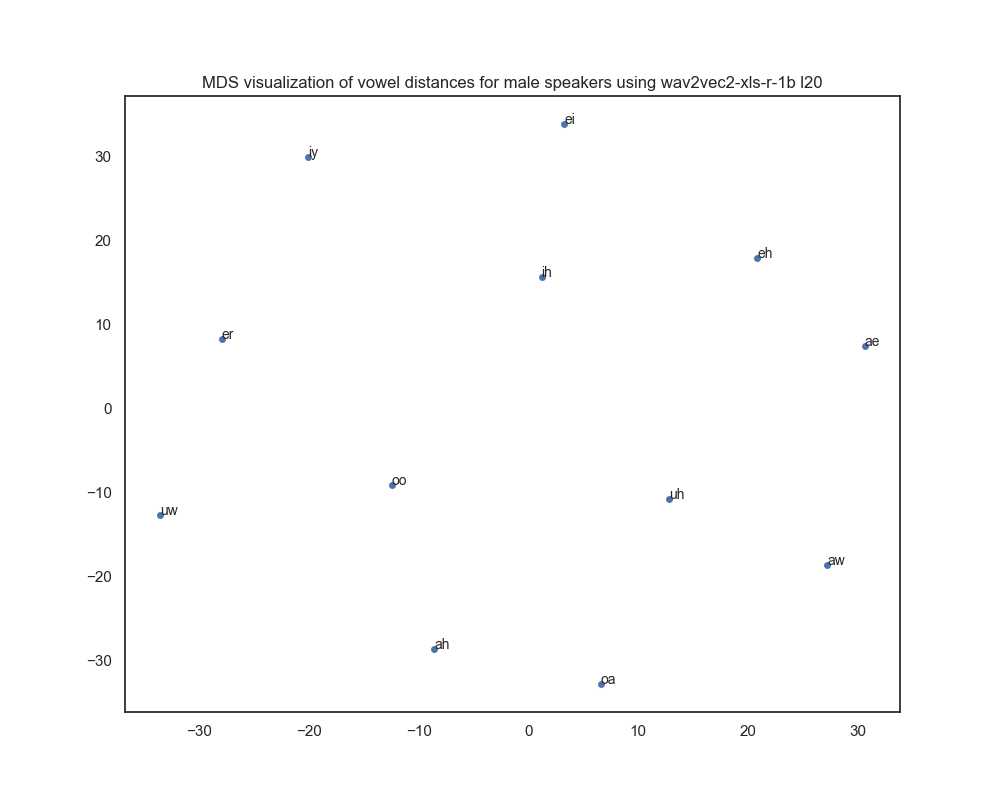 MDS visualization of vowel distances for male speakers using wav2vec2-xls-r-1b l20
ei
30
iy
20
eh
ih
10
er
ae
0
oo
−10
uh
uw
aw
−20
ah
−30
oa
−30 −20 −10 0 10 20 30